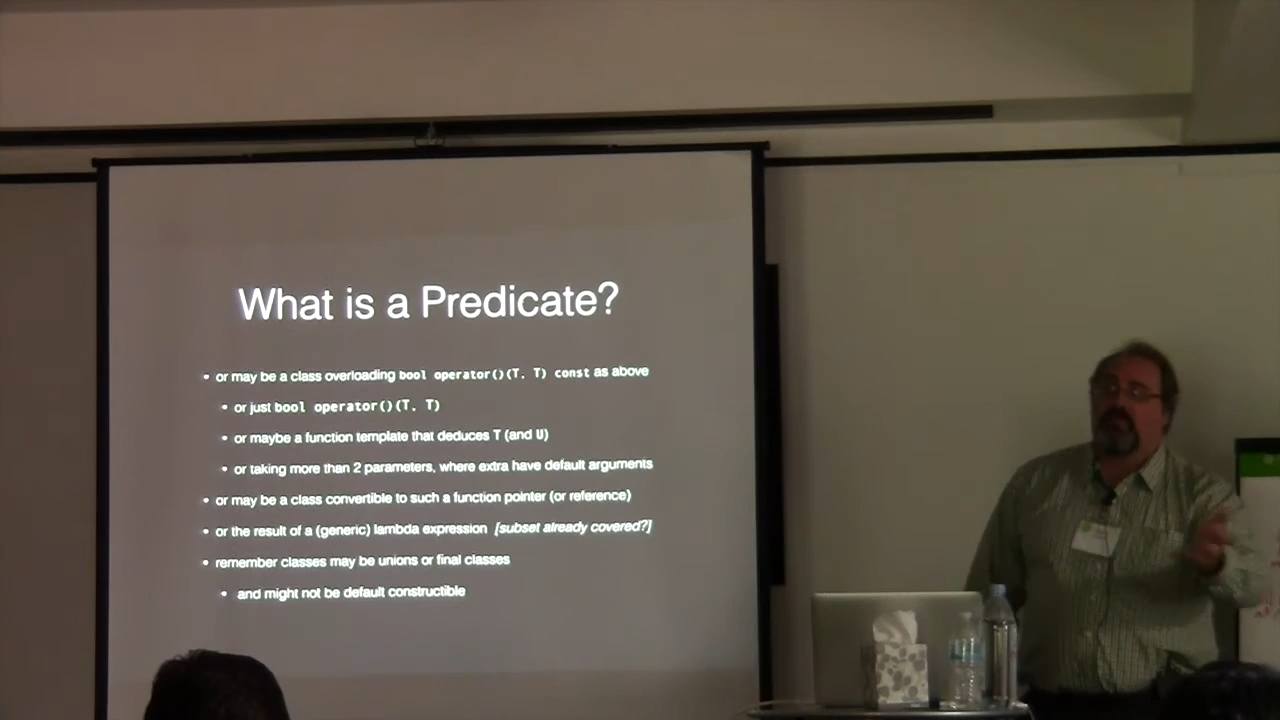 What is a Predicate?
• or may be a class overloading bool operator()(T, T) const as above
• or just bool operator()(T, T)
• or maybe a function template that deduces T (and U)
• or taking more than 2 parameters, where extra have default arguments
• or may be a class convertible to such a function pointer (or reference)
• or the result of a (generic) lambda expression [subset already covered?]
• remember classes may be unions or final classes
• and might not be default constructible